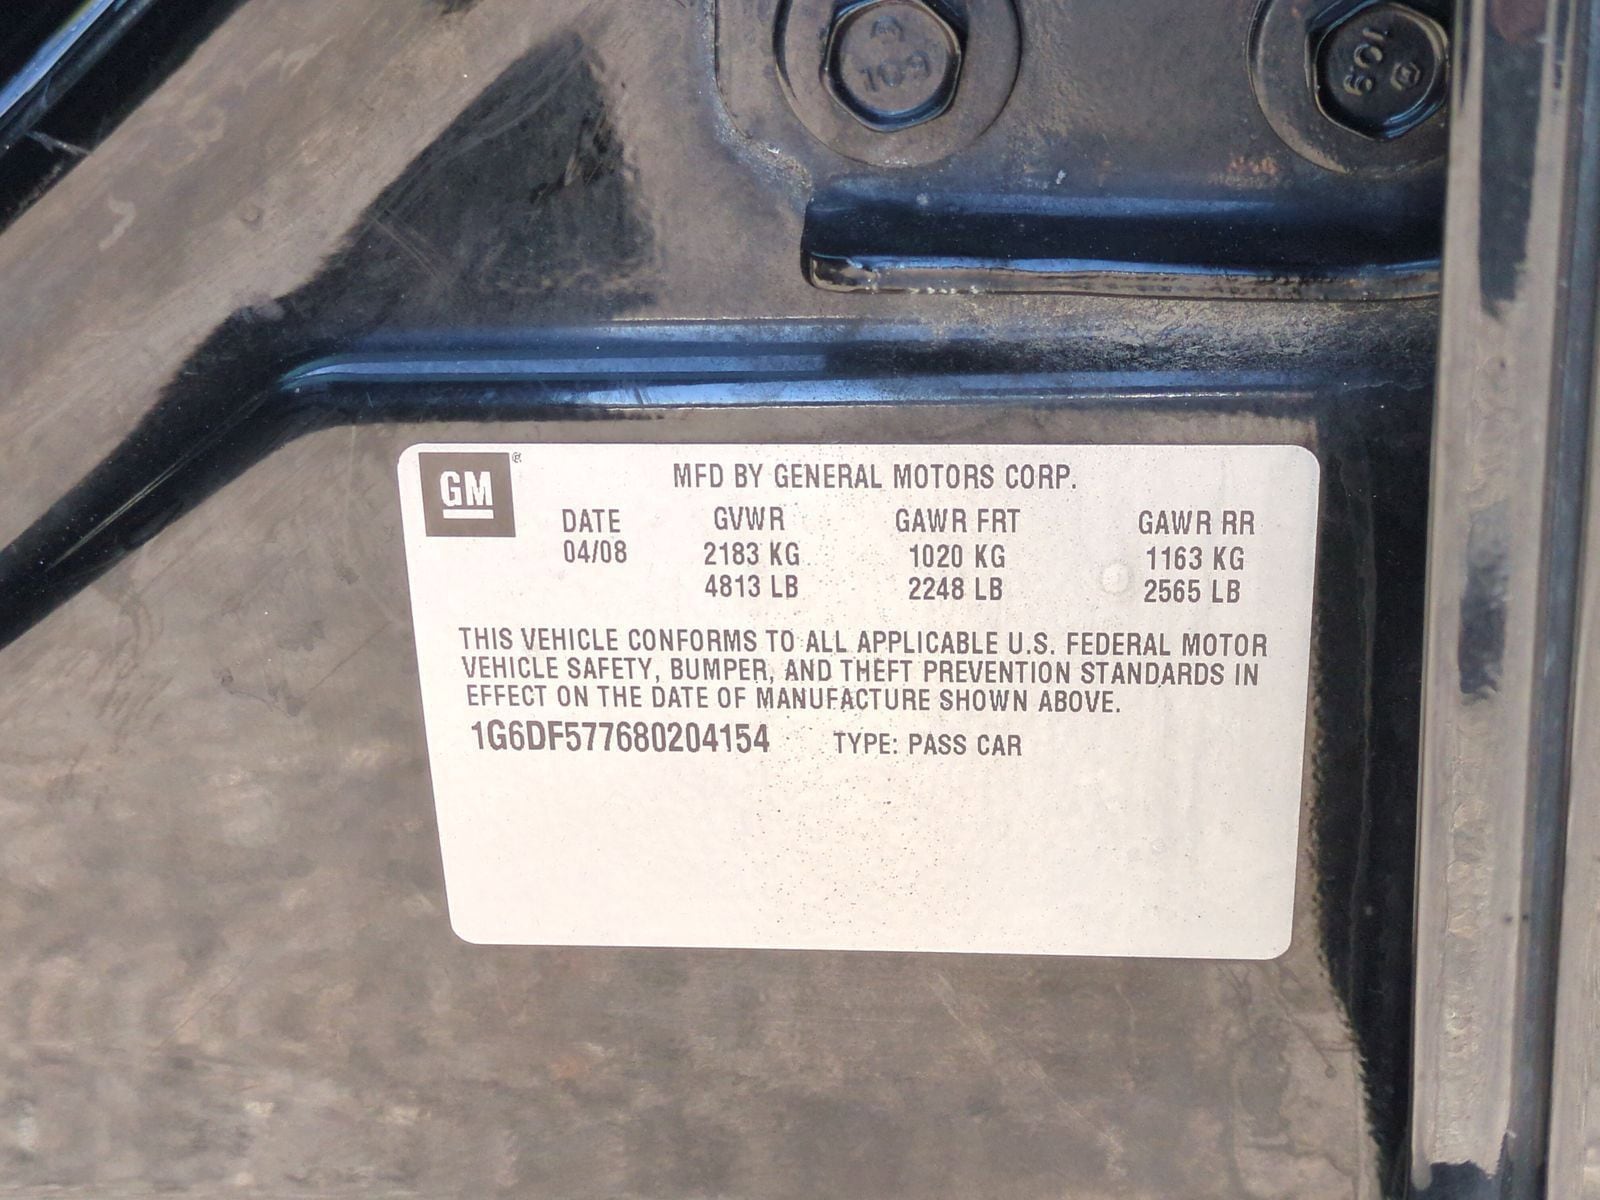 109
109
GM
MFD BY GENERAL MOTORS CORP.
DATE GVWR GAWR FRT GAWR RR
04/08 2183 KG 1020 KG 1163 KG
4813 LB 2248 LB 2565 LB
THIS VEHICLE CONFORMS TO ALL APPLICABLE U.S. FEDERAL MOTOR
VEHICLE SAFETY, BUMPER, AND THEFT PREVENTION STANDARDS IN
EFFECT ON THE DATE OF MANUFACTURE SHOWN ABOVE.
1G6DF577680204154 TYPE: PASS CAR